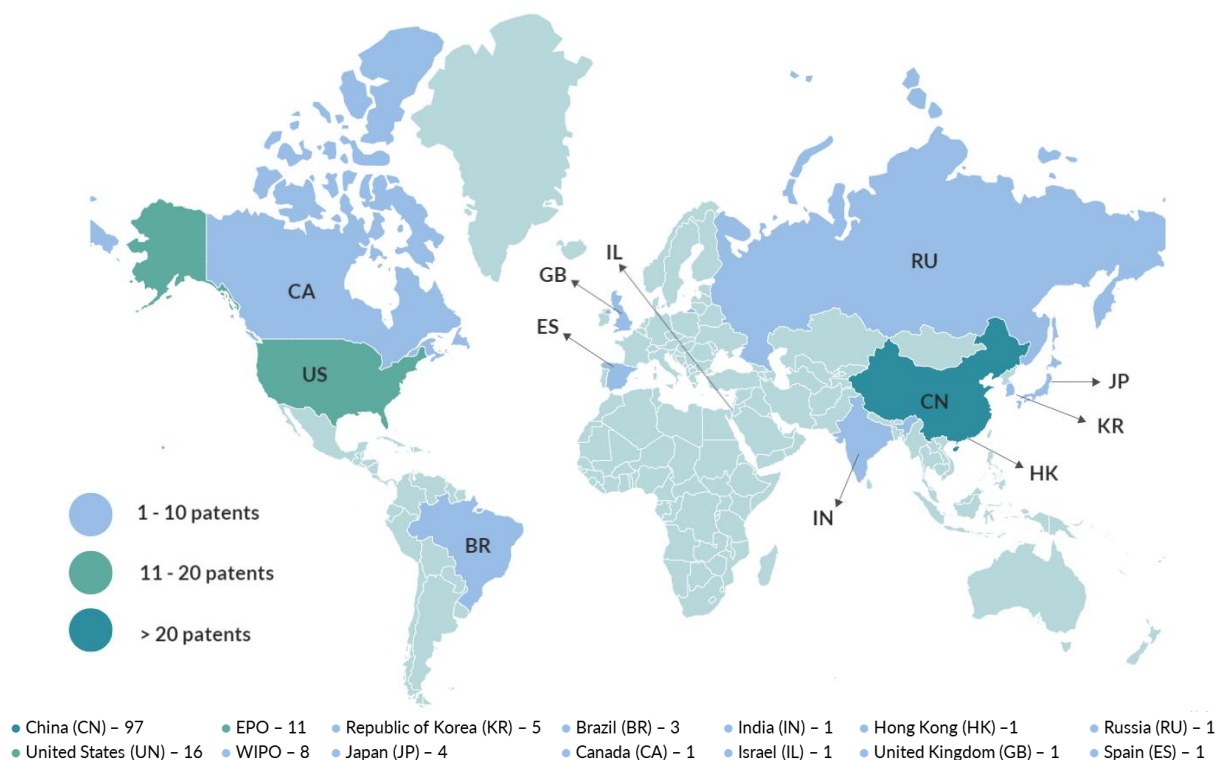 IL
GB
RU
CA
ES
US
JP
CN
KR
HK
IN
BR
1 - 10 patents
11 - 20 patents
> 20 patents
China (CN) – 97
EPO – 11
Republic of Korea (KR) – 5
Brazil (BR) – 3
India (IN) – 1
Hong Kong (HK) –1
Russia (RU) – 1
United States (UN) – 16
WIPO – 8
Japan (JP) – 4
Canada (CA) – 1
Israel (IL) – 1
United Kingdom (GB) – 1
Spain (ES) – 1